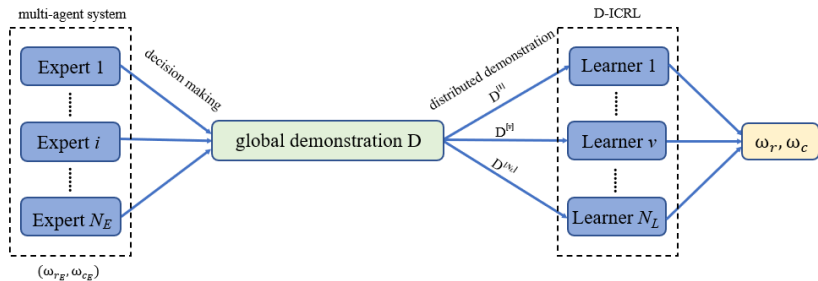 multi-agent system
Expert 1
Expert i
Expert N_E
(ω_{r_E}, ω_{c_E})
decision making
global demonstration D
distributed demonstration
D^{[1]}
D^{[v]}
D^{[N_L]}
D-ICRL
Learner 1
Learner v
Learner N_L
ω_r, ω_c